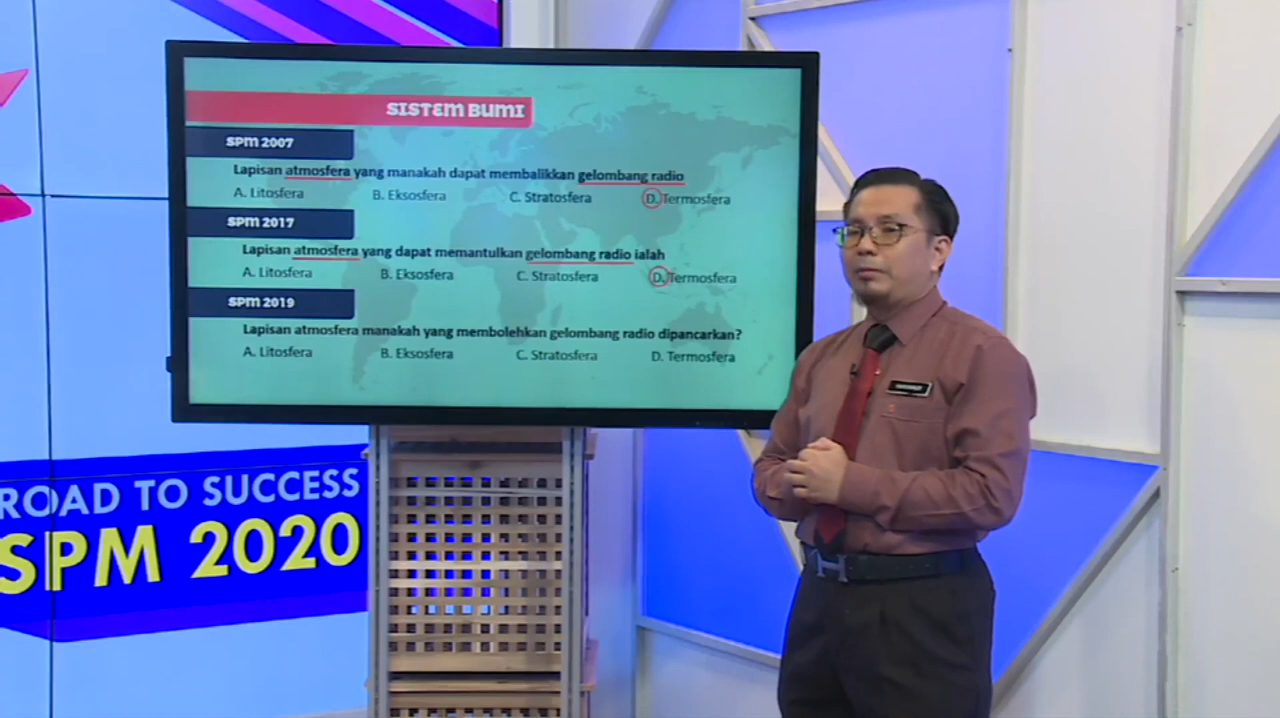 SISTEM BUMI
SPM 2007
Lapisan atmosfera yang manakah dapat membalikkan gelombang radio
A. Litosfera B. Eksosfera C. Stratosfera D. Termosfera
SPM 2017
Lapisan atmosfera yang dapat memantulkan gelombang radio ialah
A. Litosfera B. Eksosfera C. Stratosfera D. Termosfera
SPM 2019
Lapisan atmosfera manakah yang membolehkan gelombang radio dipancarkan?
A. Litosfera B. Eksosfera C. Stratosfera D. Termosfera
ROAD TO SUCCESS
SPM 2020